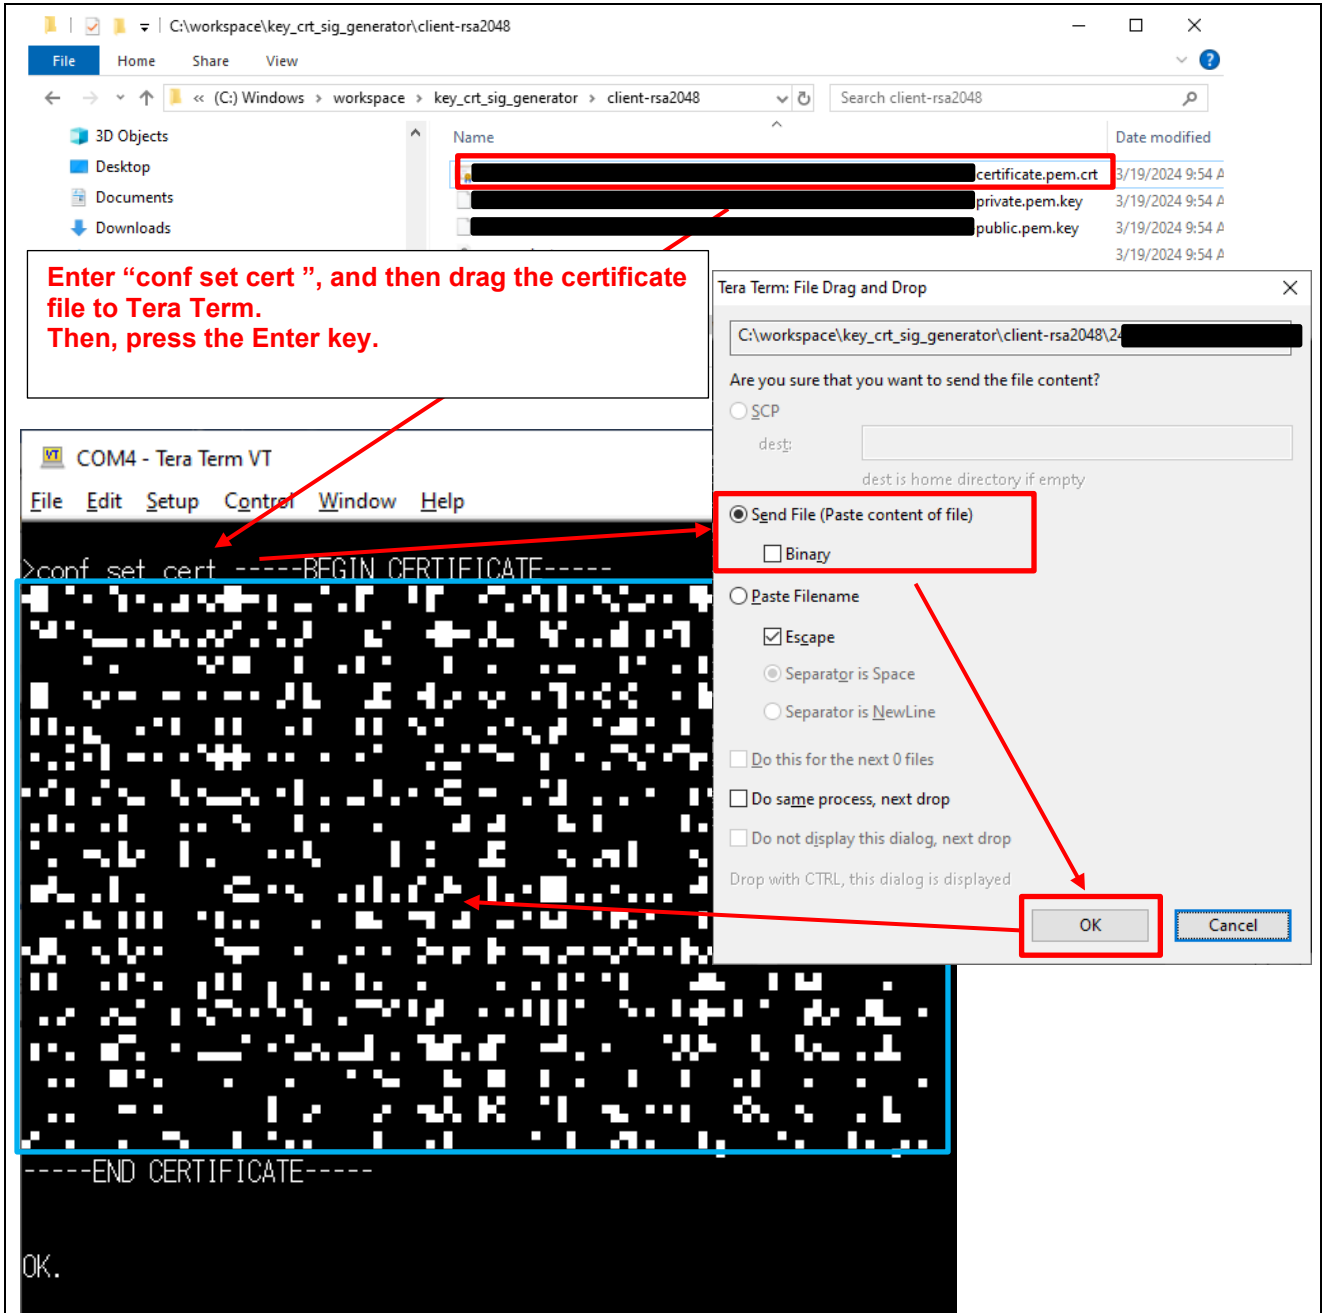 C:\workspace\key_crt_sig_generator\client-rsa2048
File Home Share View
« (C:) Windows › workspace › key_crt_sig_generator › client-rsa2048
Search client-rsa2048
3D Objects
Desktop
Documents
Downloads
Name Date modified
certificate.pem.crt 3/19/2024 9:54 A
private.pem.key 3/19/2024 9:54 A
public.pem.key 3/19/2024 9:54 A
3/19/2024 9:54 A
Enter “conf set cert ”, and then drag the certificate
file to Tera Term.
Then, press the Enter key.
Tera Term: File Drag and Drop
C:\workspace\key_crt_sig_generator\client-rsa2048\2
Are you sure that you want to send the file content?
SCP
dest:
dest is home directory if empty
Send File (Paste content of file)
Binary
Paste Filename
Escape
Separator is Space
Separator is NewLine
Do this for the next 0 files
Do same process, next drop
Do not display this dialog, next drop
Drop with CTRL, this dialog is displayed
OK Cancel
COM4 - Tera Term VT
File Edit Setup Control Window Help
>conf set cert -----BEGIN CERTIFICATE-----
-----END CERTIFICATE-----
OK.